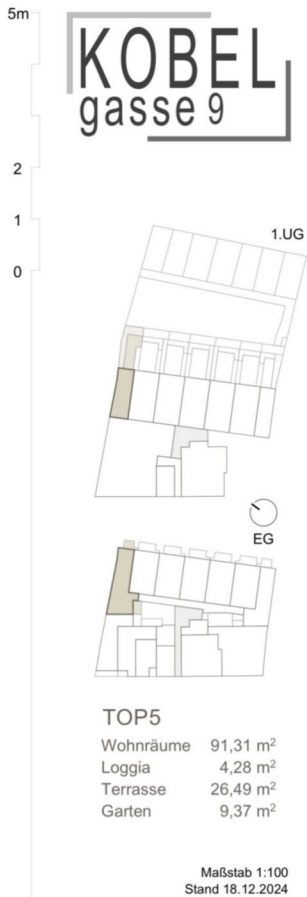 5m
KOBEL
gasse 9
2
1
0
1.UG
EG
TOP5
Wohnräume 91,31 m²
Loggia 4,28 m²
Terrasse 26,49 m²
Garten 9,37 m²
Maßstab 1:100
Stand 18.12.2024